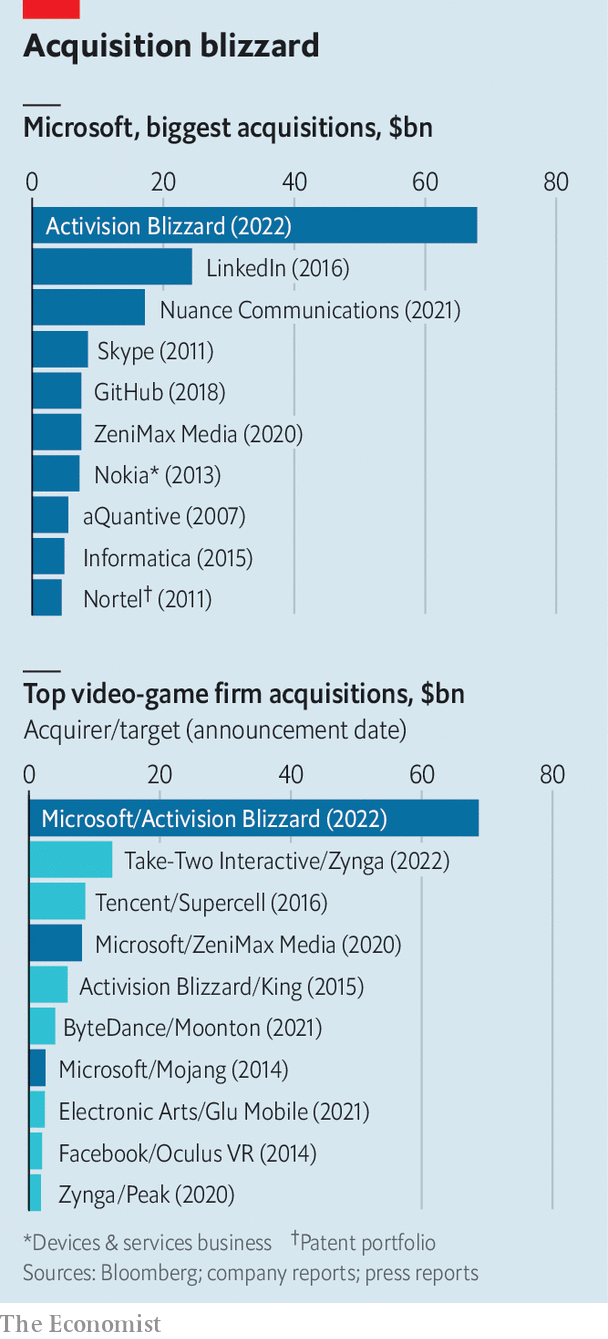 Acquisition blizzard
Microsoft, biggest acquisitions, $bn
0 20 40 60 80
Activision Blizzard (2022)
LinkedIn (2016)
Nuance Communications (2021)
Skype (2011)
GitHub (2018)
ZeniMax Media (2020)
Nokia* (2013)
aQuantive (2007)
Informatica (2015)
Nortel† (2011)
Top video-game firm acquisitions, $bn
Acquirer/target (announcement date)
0 20 40 60 80
Microsoft/Activision Blizzard (2022)
Take-Two Interactive/Zynga (2022)
Tencent/Supercell (2016)
Microsoft/ZeniMax Media (2020)
Activision Blizzard/King (2015)
ByteDance/Moonton (2021)
Microsoft/Mojang (2014)
Electronic Arts/Glu Mobile (2021)
Facebook/Oculus VR (2014)
Zynga/Peak (2020)
*Devices & services business †Patent portfolio
Sources: Bloomberg; company reports; press reports
The Economist